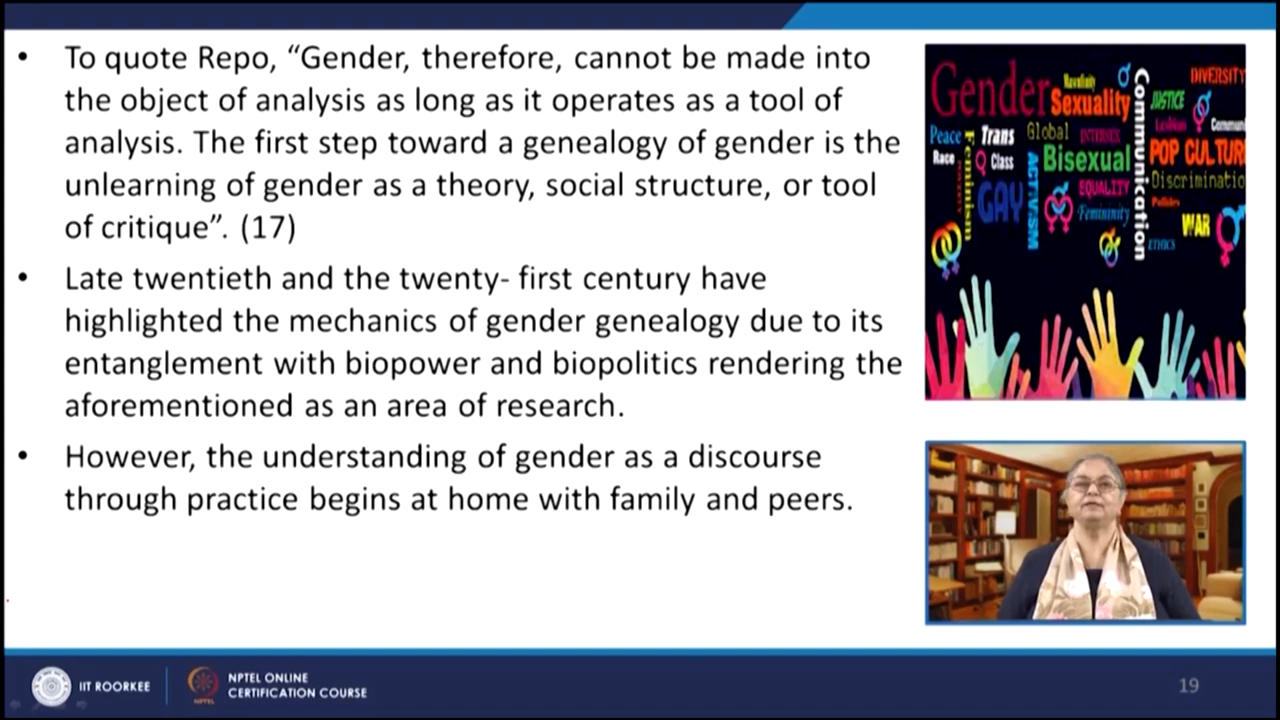 • To quote Repo, “Gender, therefore, cannot be made into
the object of analysis as long as it operates as a tool of
analysis. The first step toward a genealogy of gender is the
unlearning of gender as a theory, social structure, or tool
of critique”. (17)
• Late twentieth and the twenty- first century have
highlighted the mechanics of gender genealogy due to its
entanglement with biopower and biopolitics rendering the
aforementioned as an area of research.
• However, the understanding of gender as a discourse
through practice begins at home with family and peers.
Gender
Sexuality
DIVERSITY
JUSTICE
Communication
Peace
Trans
Global
INTERSEX
Race
Class
Feminism
Bisexual
POP CULTUR
GAY
ACTIVISM
EQUALITY
Discriminatio
Femininity
Politics
WAR
ETHICS
IIT ROORKEE
NPTEL
NPTEL ONLINE
CERTIFICATION COURSE
19